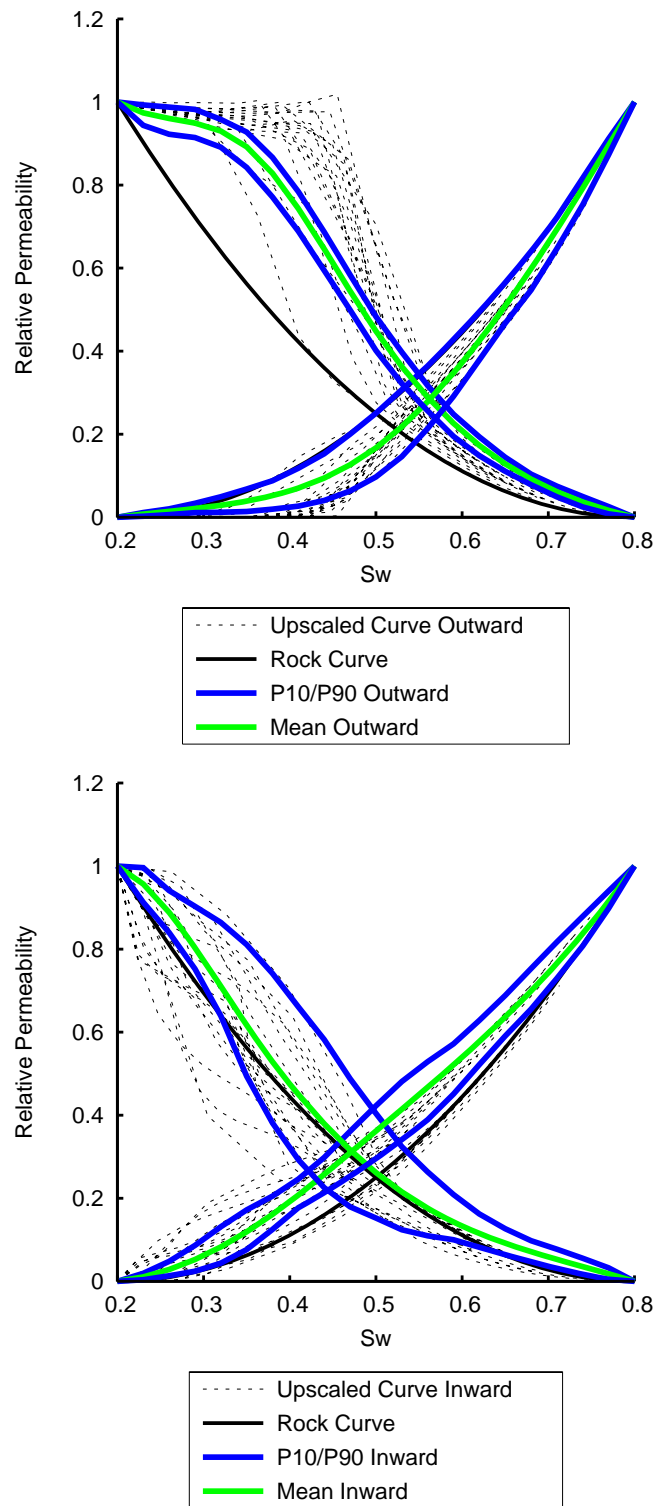 1.2
1
0.8
0.6
0.4
0.2
0
Relative Permeability
0.2 0.3 0.4 0.5 0.6 0.7 0.8
Sw
Upscaled Curve Outward
Rock Curve
P10/P90 Outward
Mean Outward
1.2
1
0.8
0.6
0.4
0.2
0
Relative Permeability
0.2 0.3 0.4 0.5 0.6 0.7 0.8
Sw
Upscaled Curve Inward
Rock Curve
P10/P90 Inward
Mean Inward